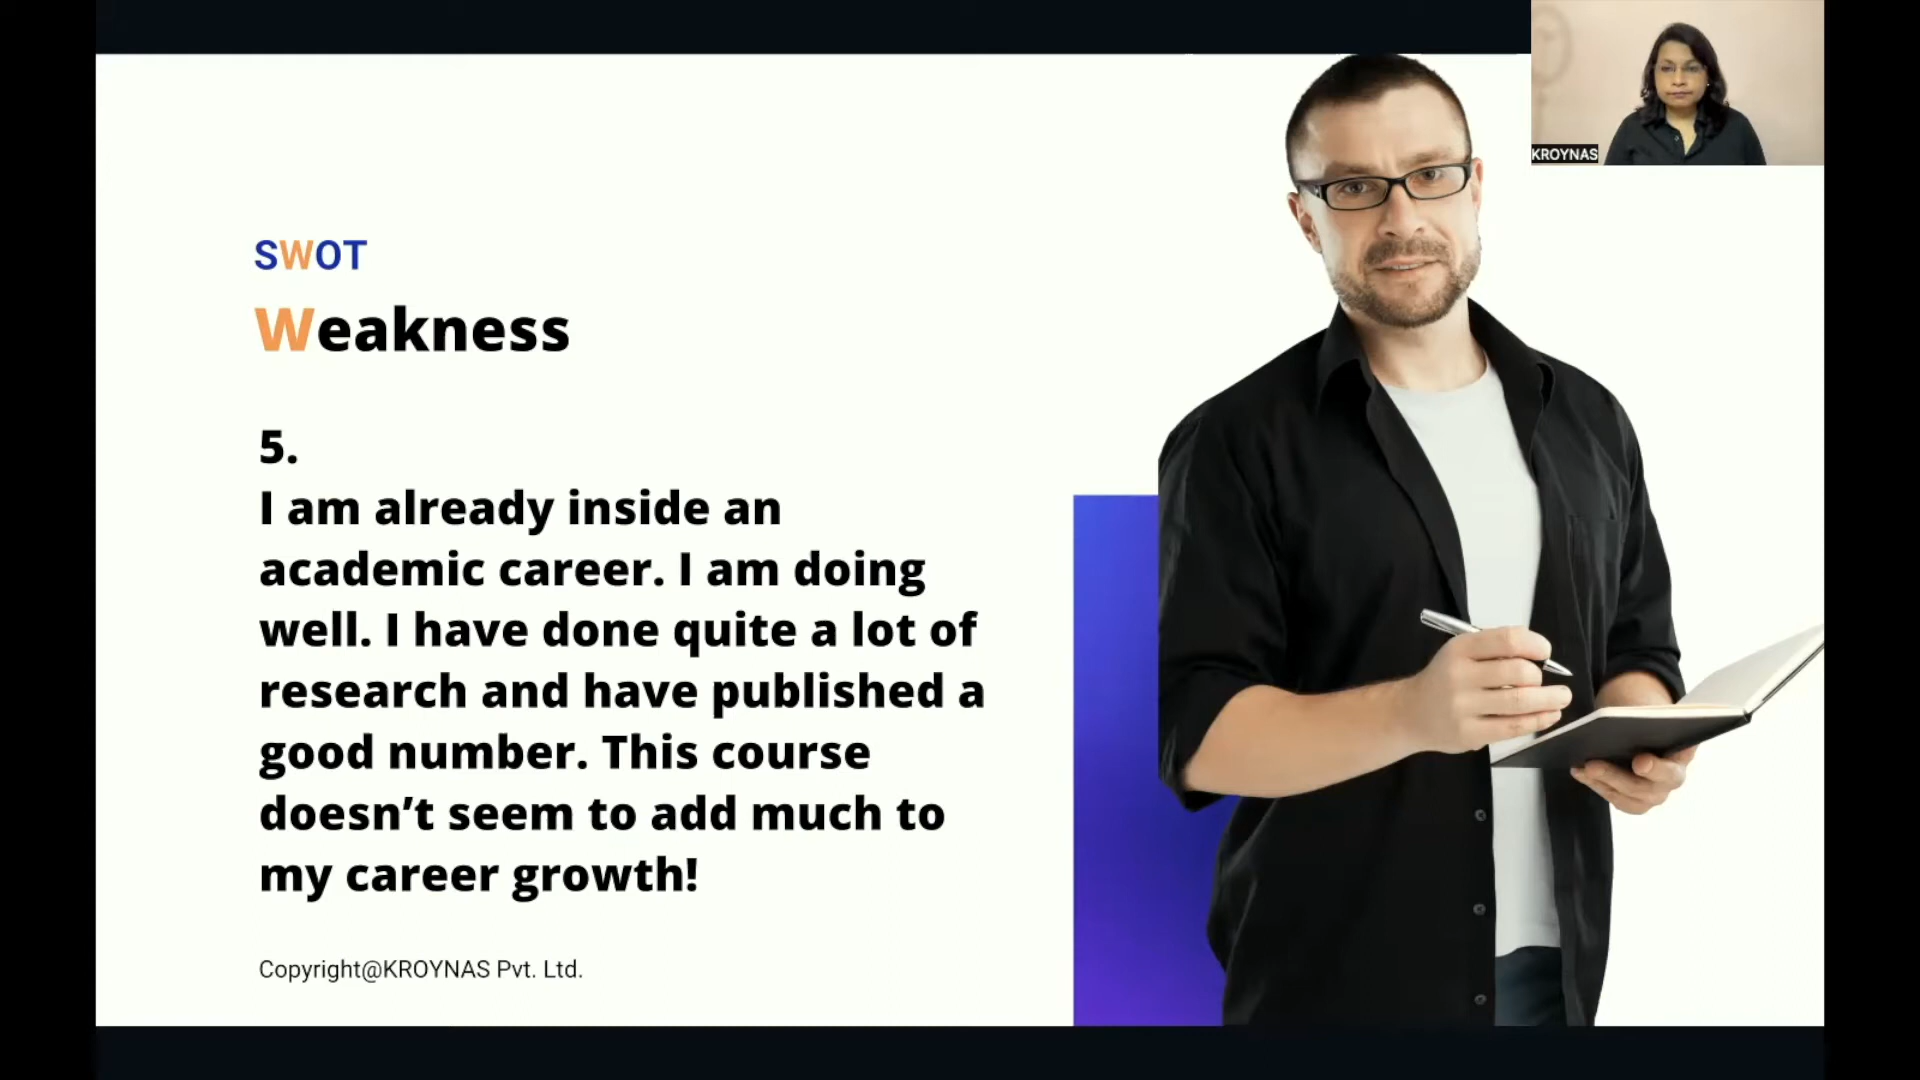 KROYNAS
SWOT
Weakness
5.
I am already inside an
academic career. I am doing
well. I have done quite a lot of
research and have published a
good number. This course
doesn’t seem to add much to
my career growth!
Copyright@KROYNAS Pvt. Ltd.